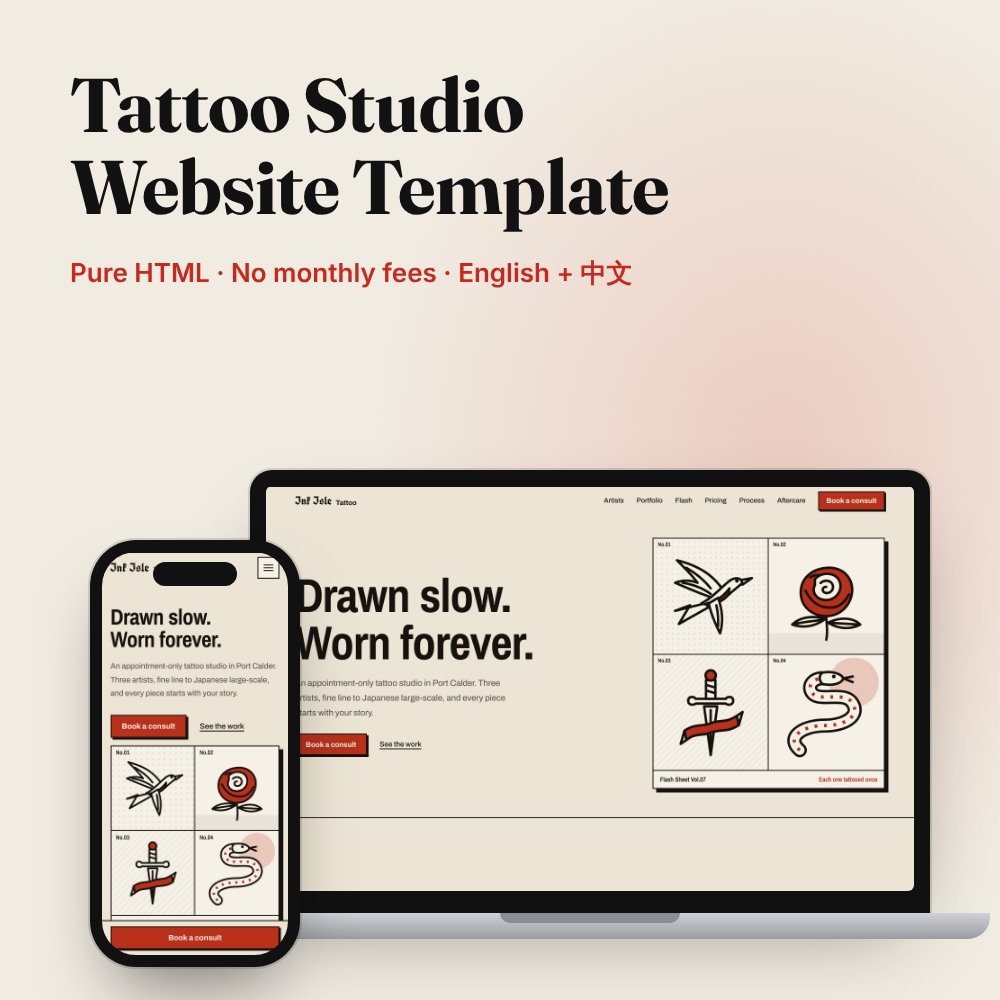 Tattoo Studio
Website Template
Pure HTML · No monthly fees · English + 中文
Ink Isle Tattoo
Artists Portfolio Flash Pricing Process Aftercare Book a consult
Drawn slow.
Worn forever.
An appointment-only tattoo studio in Port Calder. Three
artists, fine line to Japanese large-scale, and every piece
starts with your story.
Book a consult See the work
No.01 No.02
No.03 No.04
Flash Sheet Vol.07 Each one tattooed once
Ink Isle
Drawn slow.
Worn forever.
An appointment-only tattoo studio in Port Calder.
Three artists, fine line to Japanese large-scale,
and every piece starts with your story.
Book a consult See the work
No.01 No.02
No.03 No.04
Book a consult